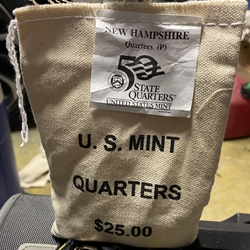 NEW HAMPSHIRE
Quarters (P)
50
STATE
QUARTERS
UNITED STATES MINT
U. S. MINT
QUARTERS
$25.00